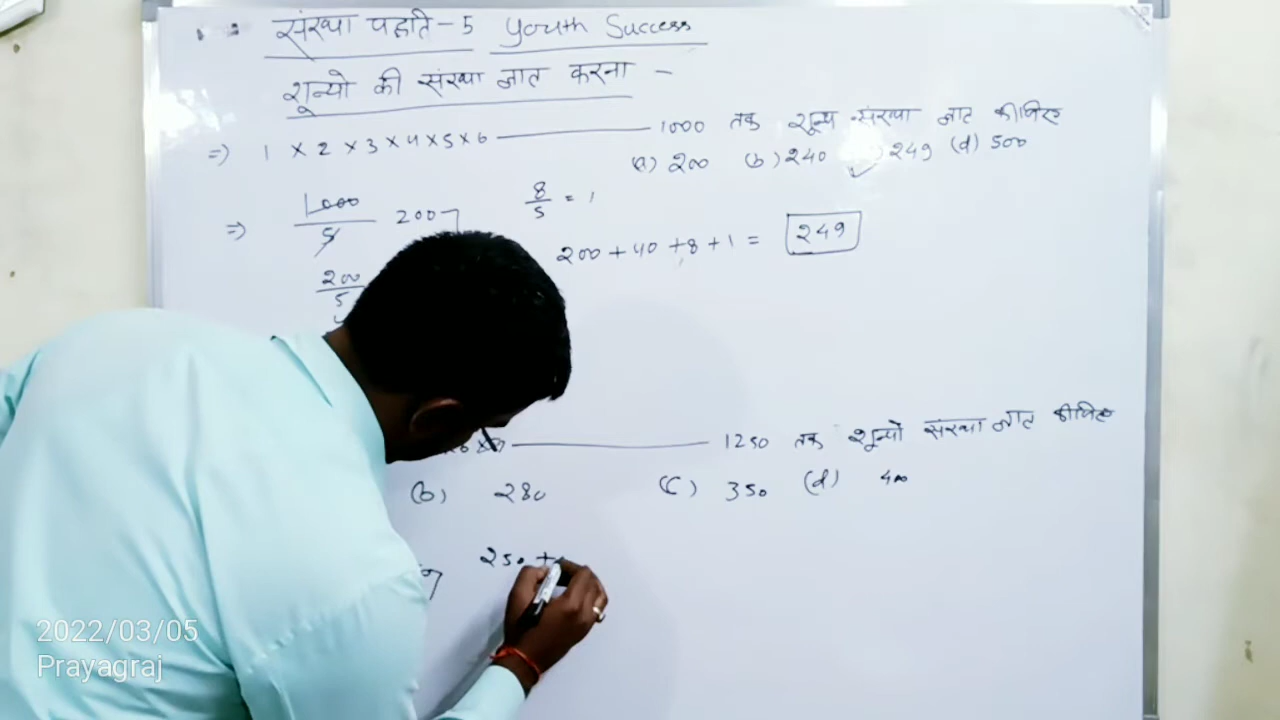 संख्या पद्धति - 5 Youth Success
शून्यो की संख्या ज्ञात करना -
⇒ 1 × 2 × 3 × 4 × 5 × 6 ——— 1000 तक शून्य संख्या ज्ञात कीजिए
(a) 200 (b) 240 ) 249 (d) 500
⇒ 1000/5 200
8/5 = 1
200/5
200 + 40 + 8 + 1 = 249
——— 1250 तक शून्यो संख्या ज्ञात कीजिए
(b) 280 (c) 350 (d) 400
250 +
2022/03/05
Prayagraj